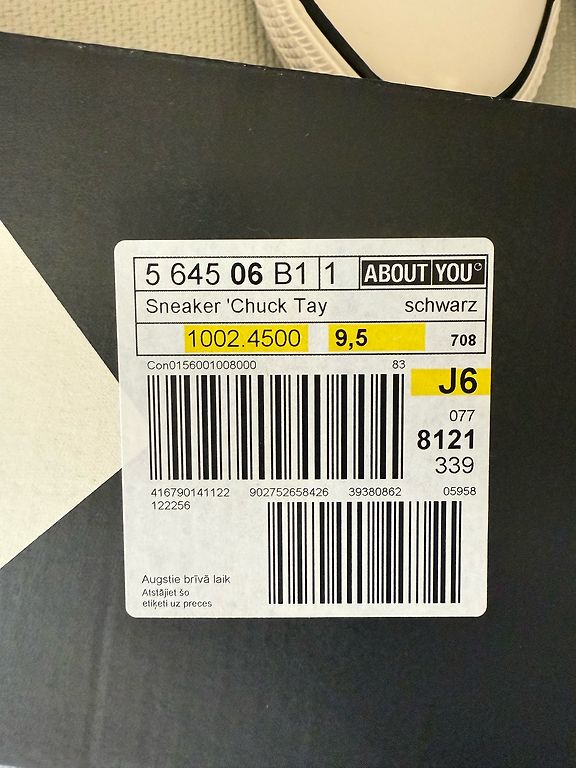 5 645 06 B1 1 ABOUT YOU°
Sneaker 'Chuck Tay schwarz
1002.4500 9,5 708
Con0156001008000 83
J6
077
8121
339
416790141122 902752658426 39380862 05958
122256
Augstie brīvā laik
Atstājiet šo
etiķeti uz preces